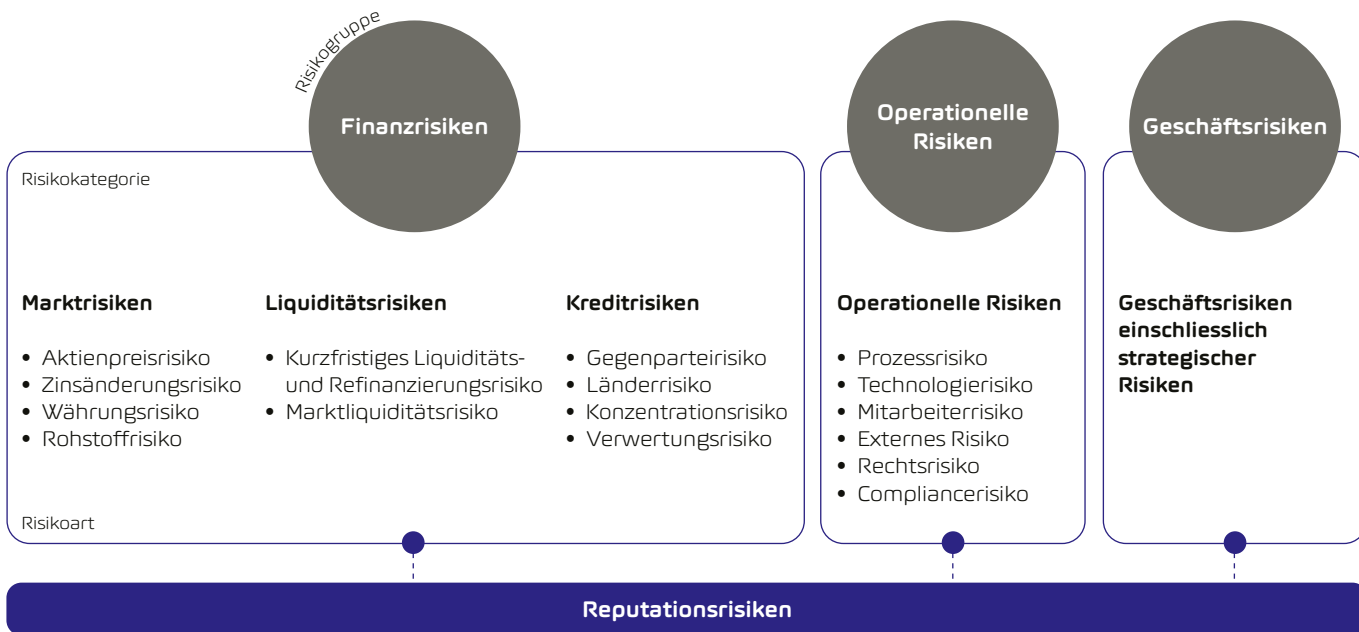 Risikogruppe
Finanzrisiken
Operationelle
Risiken
Geschäftsrisiken
Risikokategorie
Marktrisiken
• Aktienpreisrisiko
• Zinsänderungsrisiko
• Währungsrisiko
• Rohstoffrisiko
Liquiditätsrisiken
• Kurzfristiges Liquiditäts-
und Refinanzierungsrisiko
• Marktliquiditätsrisiko
Kreditrisiken
• Gegenparteirisiko
• Länderrisiko
• Konzentrationsrisiko
• Verwertungsrisiko
Operationelle Risiken
• Prozessrisiko
• Technologierisiko
• Mitarbeiterrisiko
• Externes Risiko
• Rechtsrisiko
• Compliancerisiko
Geschäftsrisiken
einschliesslich
strategischer
Risiken
Risikoart
Reputationsrisiken